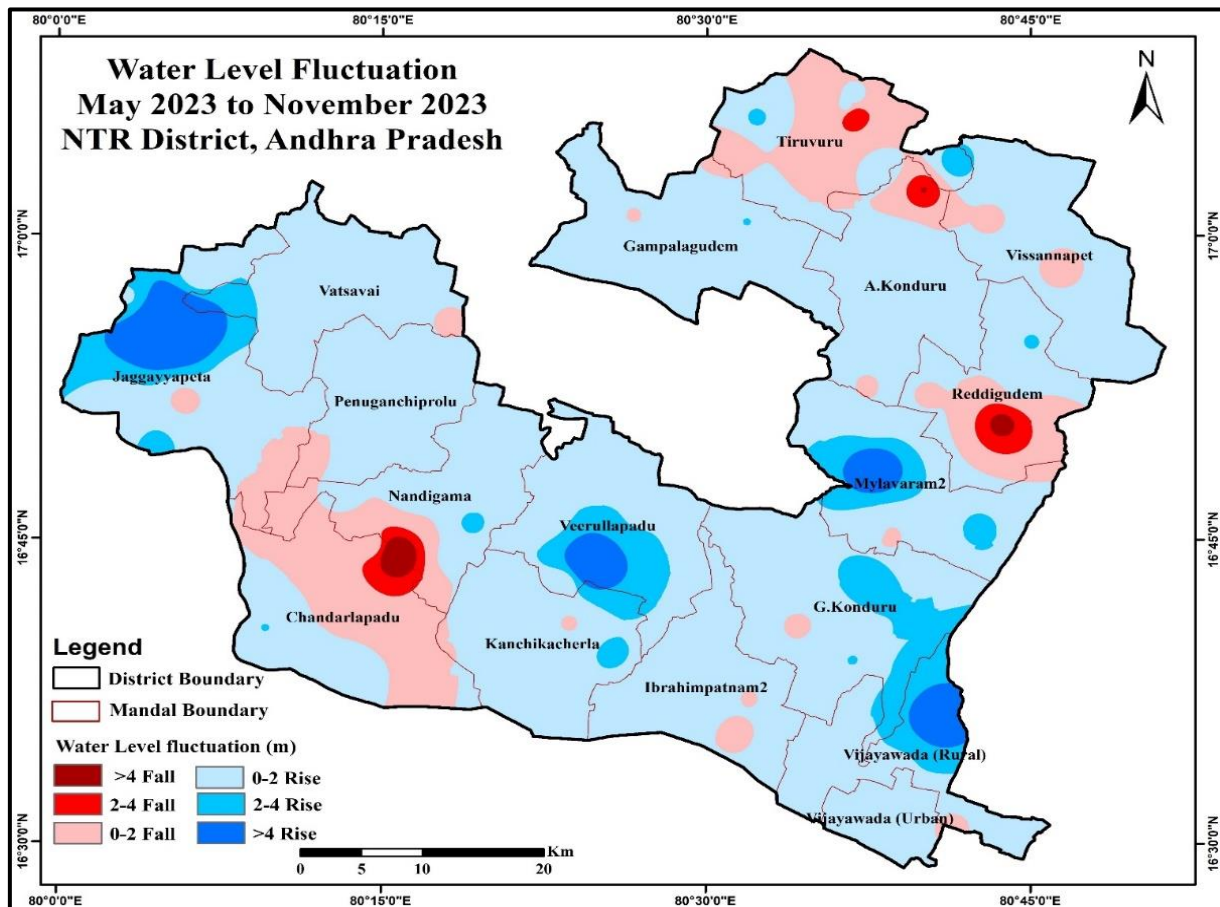 80°0'0"E 80°15'0"E 80°30'0"E 80°45'0"E
Water Level Fluctuation
May 2023 to November 2023
NTR District, Andhra Pradesh
N
Tiruvuru
17°0'0"N
17°0'0"N
Gampalagudem
Vissannapet
A.Konduru
Vatsavai
Jaggayyapeta
Penuganchiprolu
Reddigudem
Mylavaram2
Nandigama
Veerullapadu
16°45'0"N
16°45'0"N
G.Konduru
Chandarlapadu
Kanchikacherla
Ibrahimpatnam2
Vijayawada (Rural)
Vijayawada (Urban)
Legend
District Boundary
Mandal Boundary
Water Level fluctuation (m)
>4 Fall 0-2 Rise
2-4 Fall 2-4 Rise
0-2 Fall >4 Rise
Km
0 5 10 20
16°30'0"N
16°30'0"N
80°0'0"E 80°15'0"E 80°30'0"E 80°45'0"E